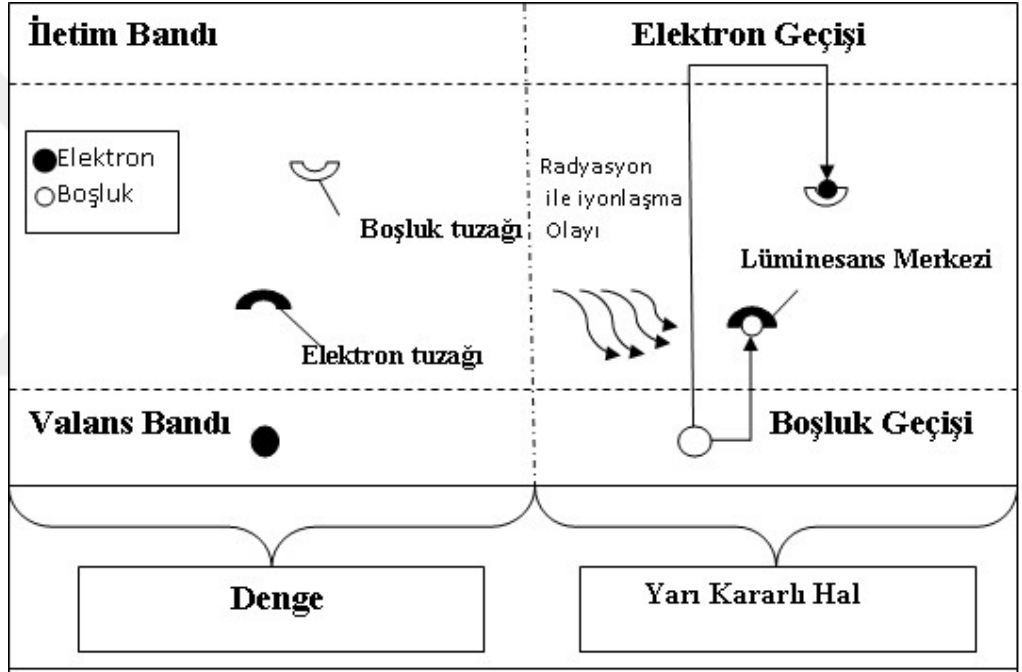 İletim Bandı
Elektron Geçişi
Elektron
Boşluk
Boşluk tuzağı
Radyasyon
ile iyonlaşma
Olayı
Lüminesans Merkezi
Elektron tuzağı
Valans Bandı
Boşluk Geçişi
Denge
Yarı Kararlı Hal